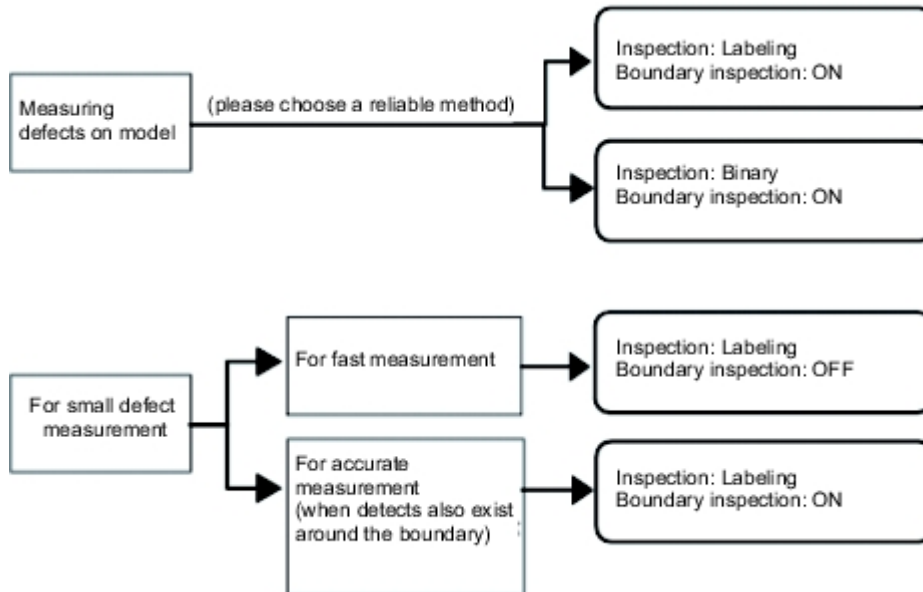 Measuring
defects on model
(please choose a reliable method)
Inspection: Labeling
Boundary inspection: ON
Inspection: Binary
Boundary inspection: ON
For small defect
measurement
For fast measurement
Inspection: Labeling
Boundary inspection: OFF
For accurate
measurement
(when detects also exist
around the boundary)
Inspection: Labeling
Boundary inspection: ON